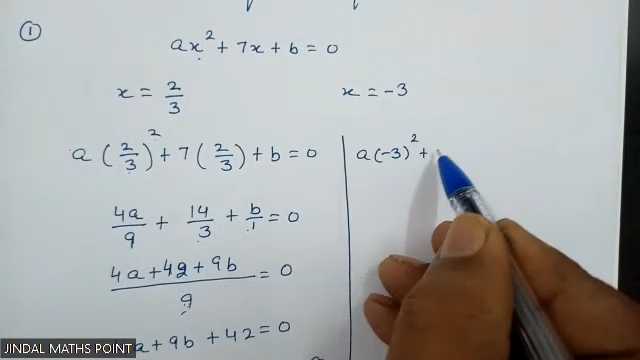 ①
ax² + 7x + b = 0
x = 2/3
x = -3
a(2/3)² + 7(2/3) + b = 0
a(-3)² +
4a/9 + 14/3 + b/1 = 0
(4a + 42 + 9b)/9 = 0
a + 9b + 42 = 0
JINDAL MATHS POINT